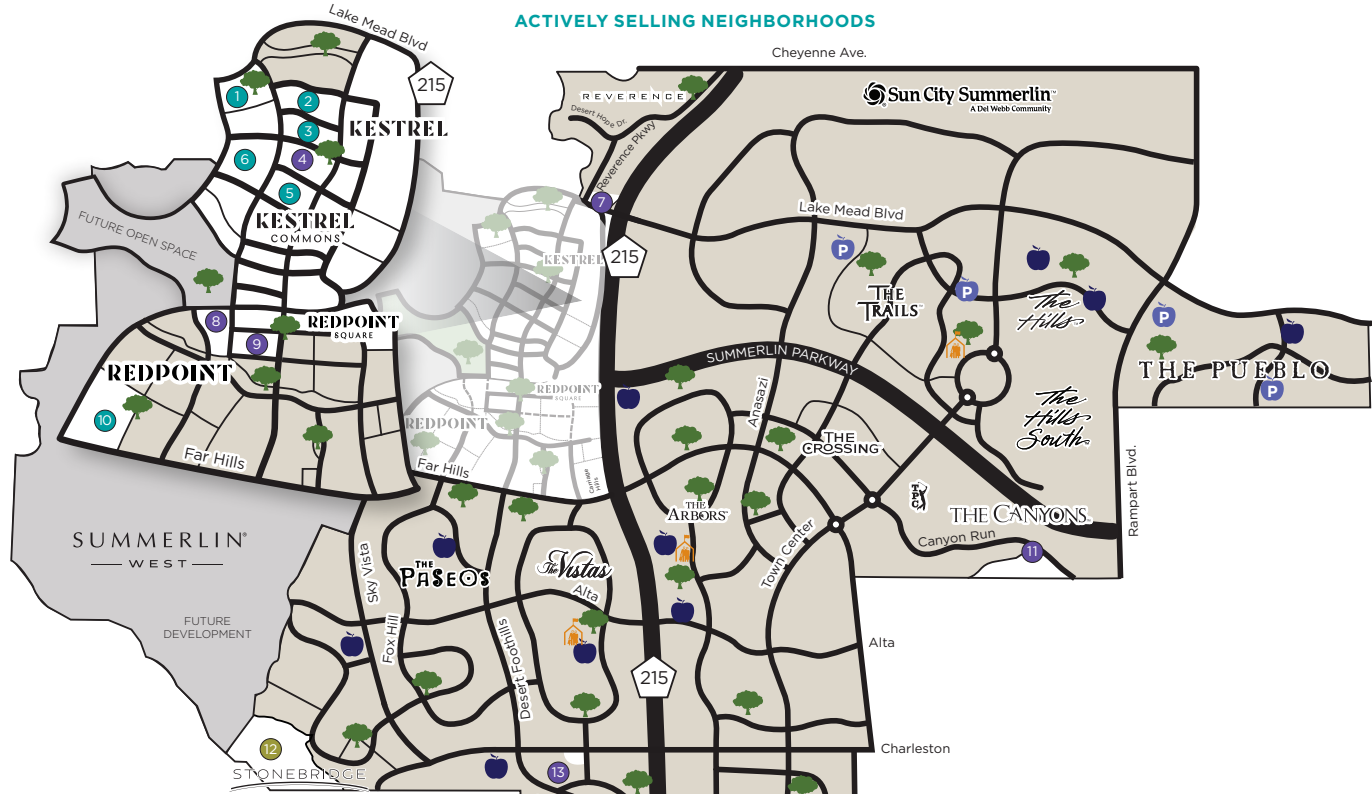 ACTIVELY SELLING NEIGHBORHOODS
Lake Mead Blvd
215
Cheyenne Ave.
1
2
3
KESTREL
6
4
5
KESTREL
COMMONS
REVERENCE
Desert Hope Dr.
Reverence Pkwy
Sun City Summerlin™
A Del Webb Community
7
Lake Mead Blvd
FUTURE OPEN SPACE
KESTREL
215
P
P
P
P
THE
TRAILS
The
Hills
THE PUEBLO
8
9
REDPOINT
SQUARE
REDPOINT
10
Far Hills
REDPOINT
SQUARE
REDPOINT
Far Hills
Carriage
Hills
SUMMERLIN PARKWAY
Anasazi
THE
CROSSING
The
Hills
South
Rampart Blvd.
THE
ARBORS
TPC
THE CANYONS
Canyon Run
11
Town Center
SUMMERLIN®
WEST
FUTURE
DEVELOPMENT
Sky Vista
THE
PASEOS
The Vistas
Alta
Fox Hill
Desert Foothills
215
Alta
Charleston
12
STONEBRIDGE
13